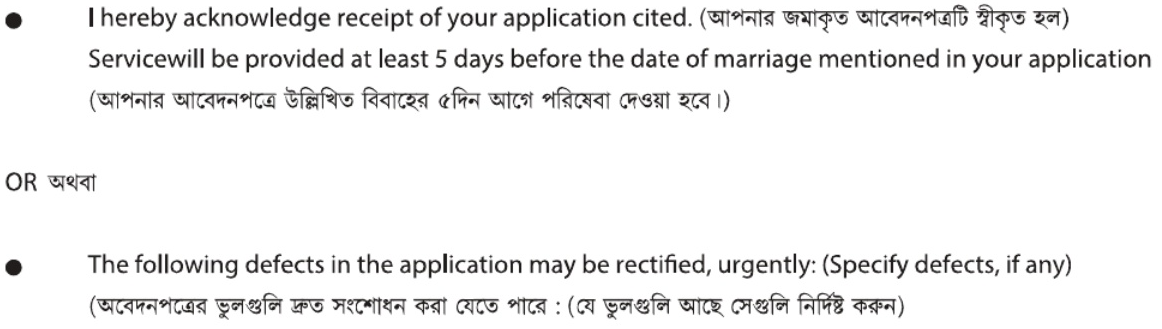 ● I hereby acknowledge receipt of your application cited. (আপনার জমাকৃত আবেদনপত্রটি স্বীকৃত হল)
Servicewill be provided at least 5 days before the date of marriage mentioned in your application
(আপনার আবেদনপত্রে উল্লিখিত বিবাহের ৫দিন আগে পরিষেবা দেওয়া হবে।)
OR অথবা
● The following defects in the application may be rectified, urgently: (Specify defects, if any)
(অবেদনপত্রের ভুলগুলি দ্রুত সংশোধন করা যেতে পারে : (যে ভুলগুলি আছে সেগুলি নির্দিষ্ট করুন)